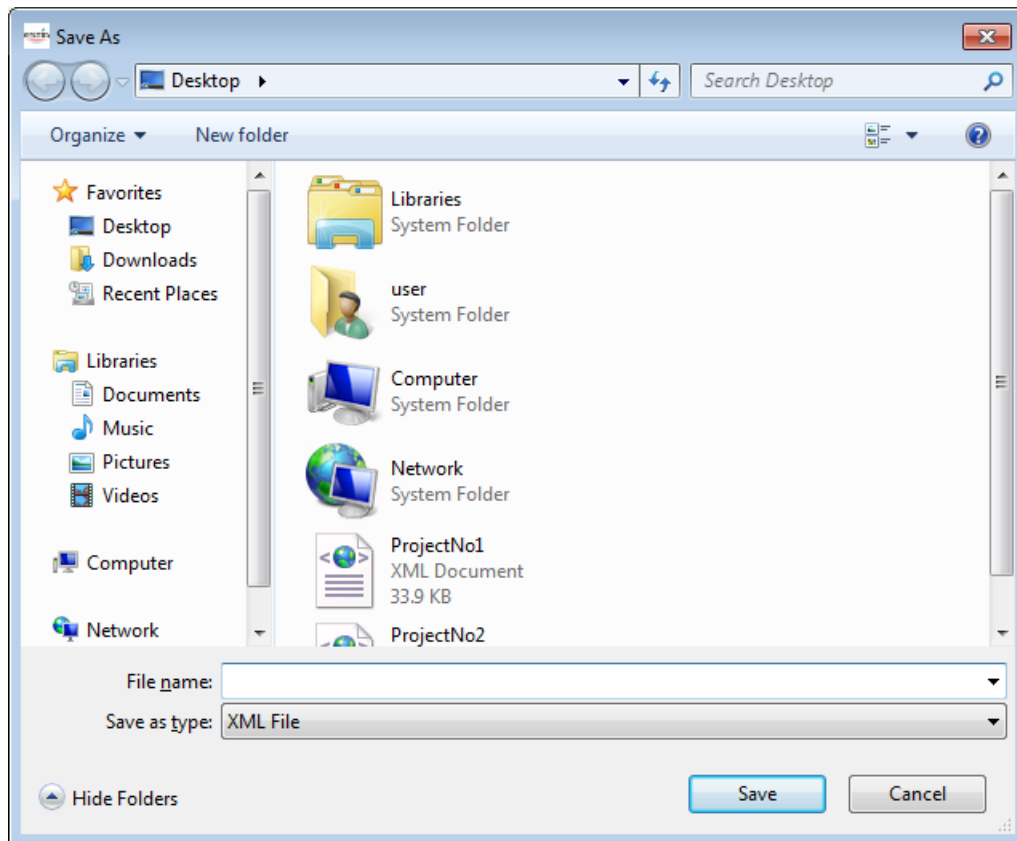 Save As
Desktop
Search Desktop
Organize
New folder
Favorites
Desktop
Downloads
Recent Places
Libraries
Documents
Music
Pictures
Videos
Computer
Network
Libraries
System Folder
user
System Folder
Computer
System Folder
Network
System Folder
ProjectNo1
XML Document
33.9 KB
ProjectNo2
File name:
Save as type: XML File
Hide Folders
Save
Cancel